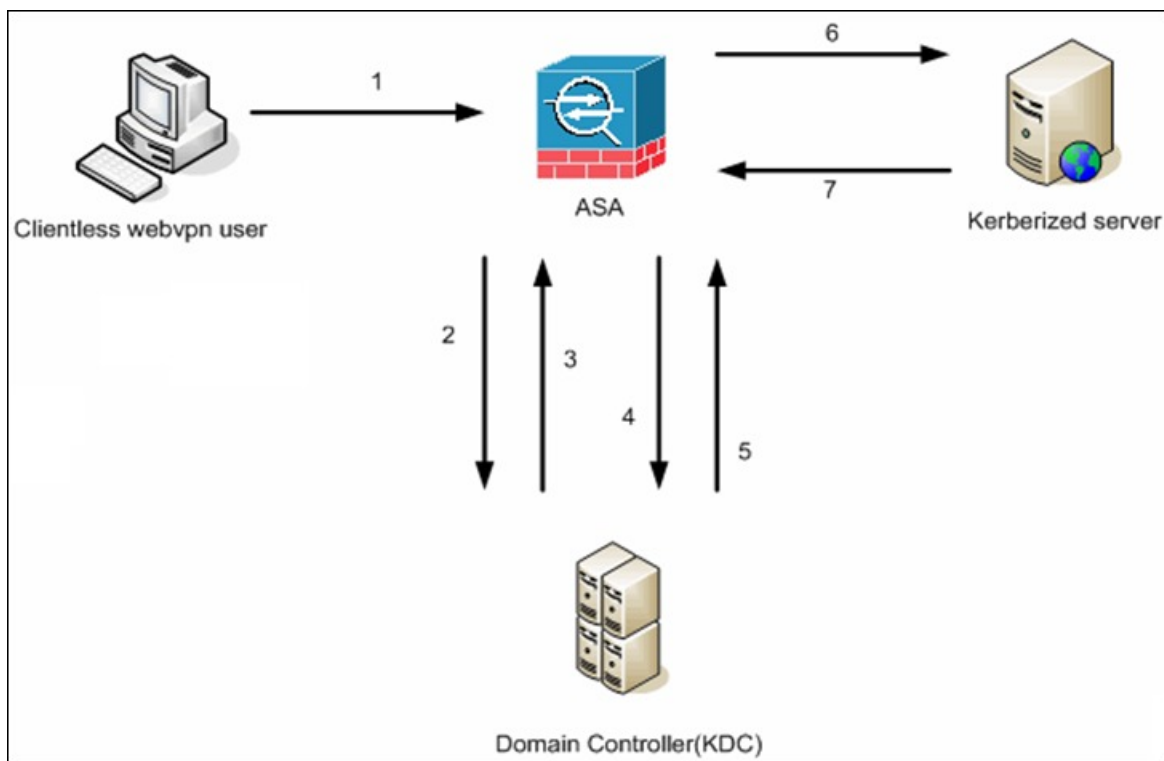 1
6
7
Clientless webvpn user
ASA
Kerberized server
2
3
4
5
Domain Controller(KDC)